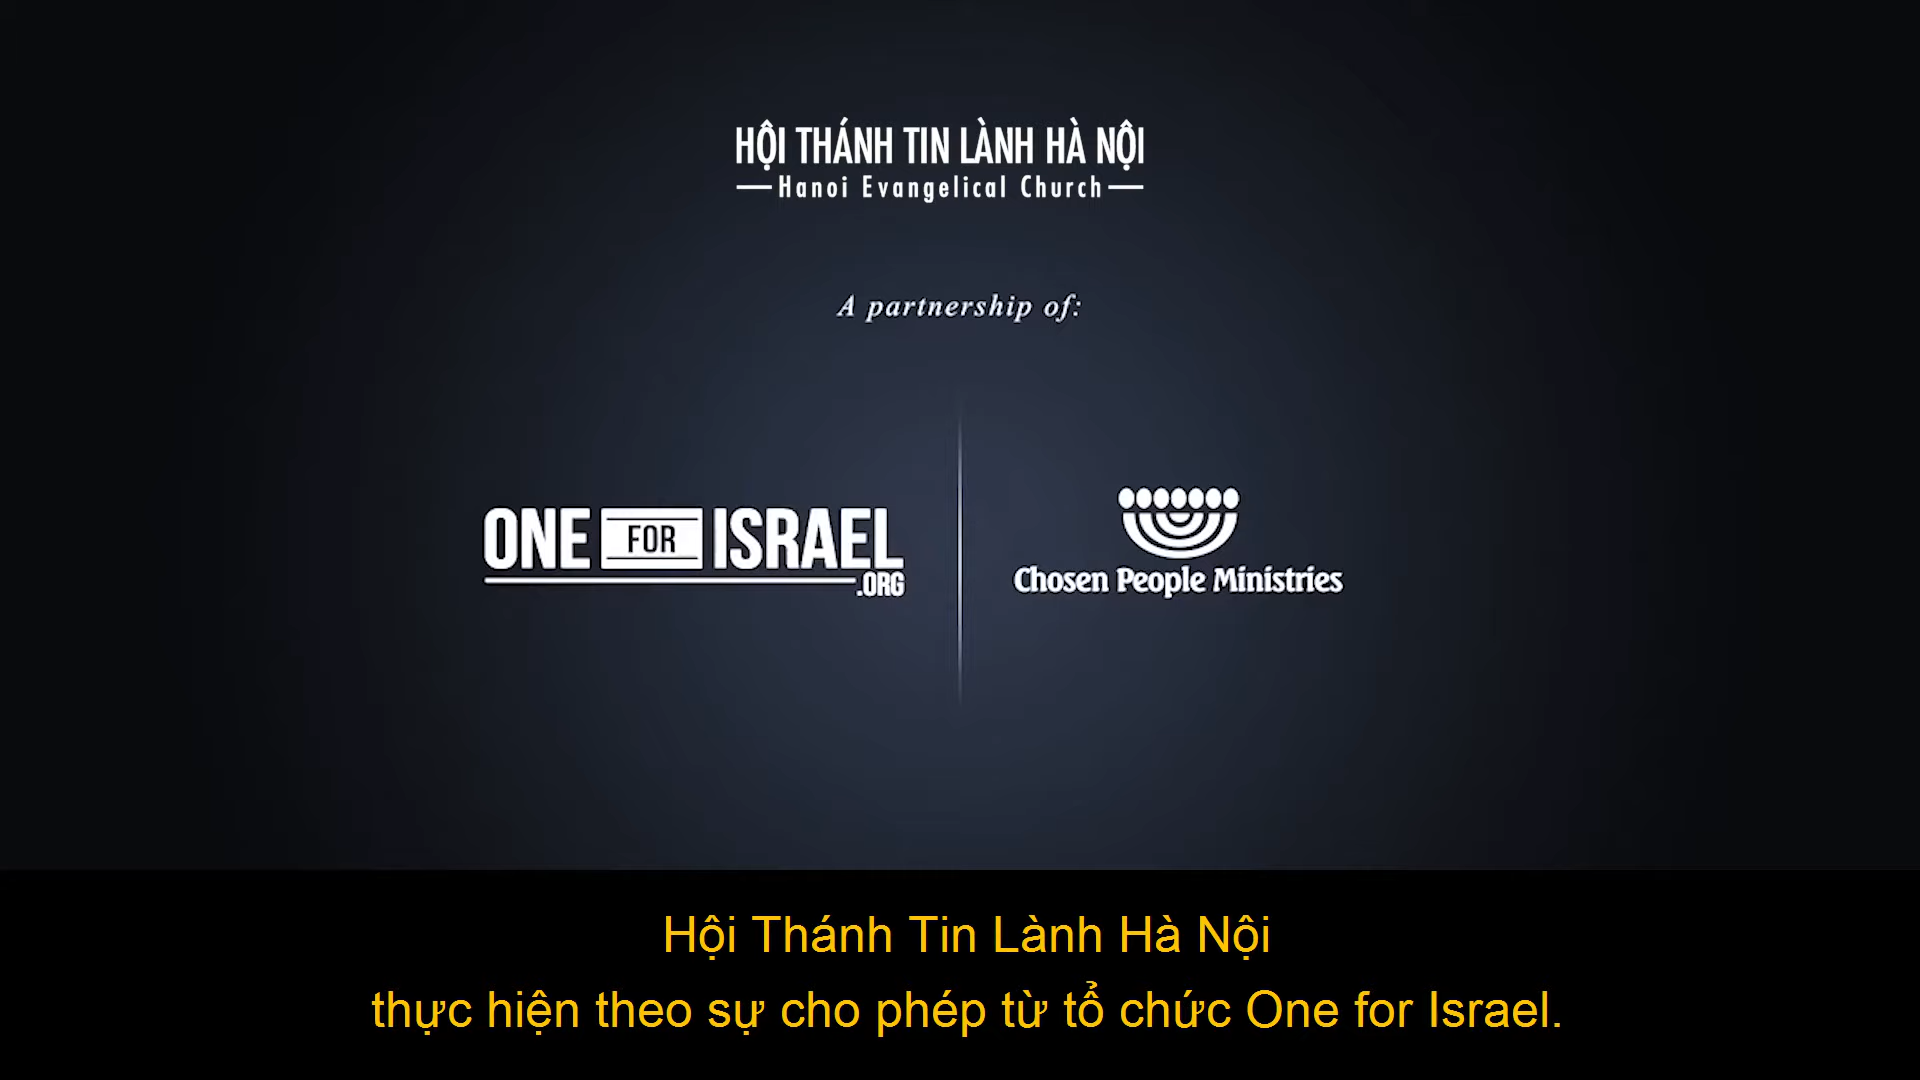 HỘI THÁNH TIN LÀNH HÀ NỘI
Hanoi Evangelical Church
A partnership of:
ONE FOR ISRAEL
.ORG
Chosen People Ministries
Hội Thánh Tin Lành Hà Nội
thực hiện theo sự cho phép từ tổ chức One for Israel.